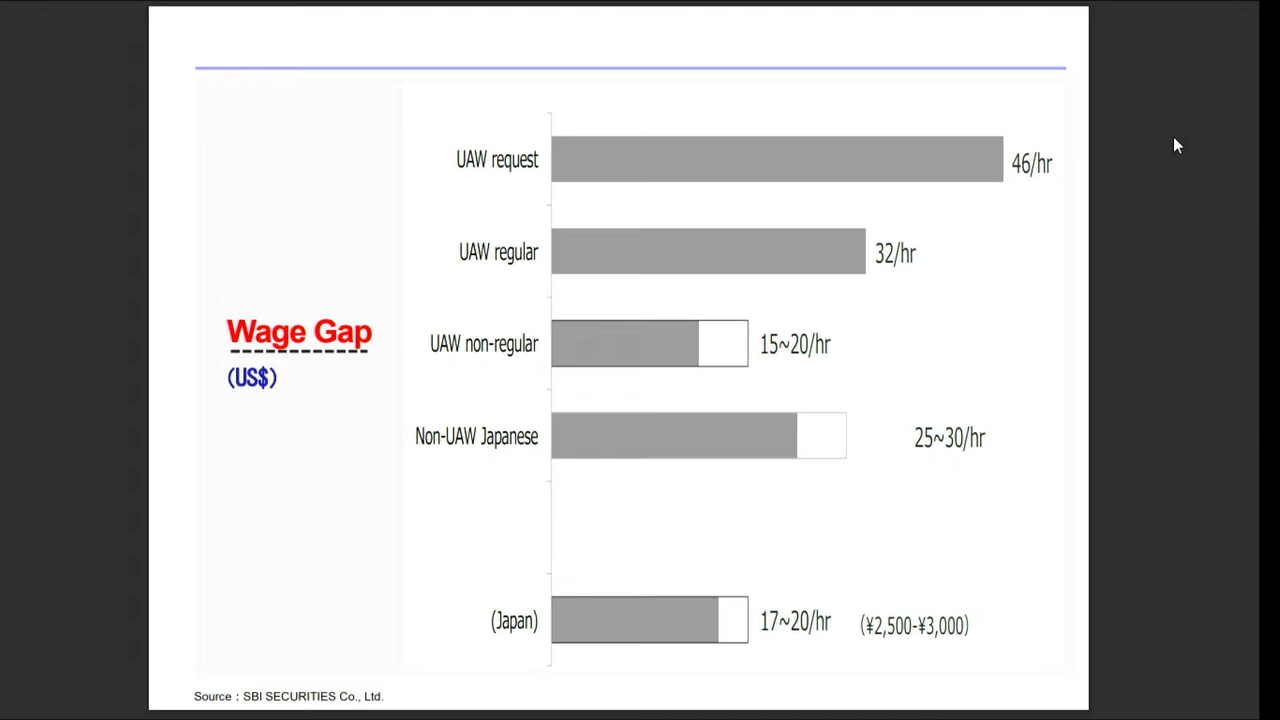 UAW request
46/hr
UAW regular
32/hr
Wage Gap
(US$)
UAW non-regular
15~20/hr
Non-UAW Japanese
25~30/hr
(Japan)
17~20/hr
(¥2,500-¥3,000)
Source：SBI SECURITIES Co., Ltd.